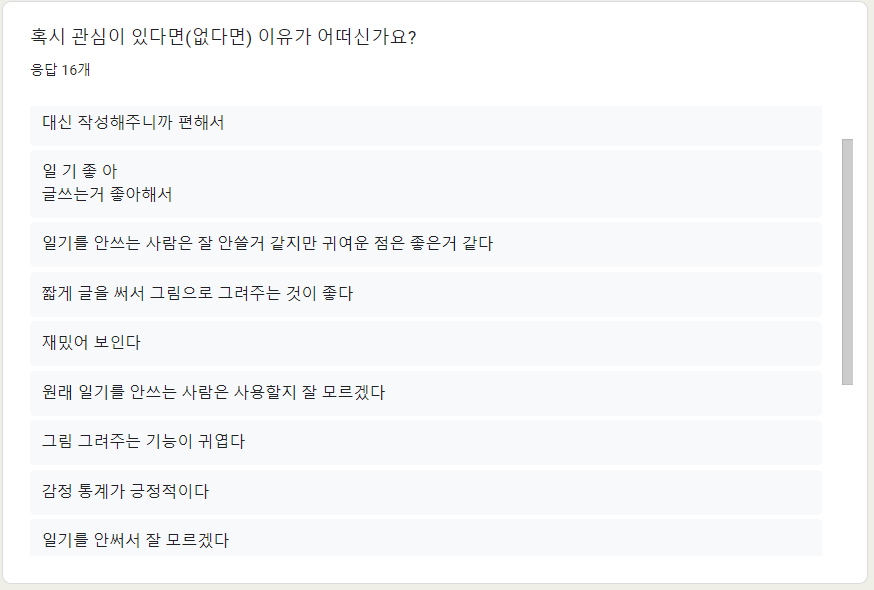 혹시 관심이 있다면(없다면) 이유가 어떠신가요?
응답 16개
대신 작성해주니까 편해서
일 기 좋 아
글쓰는거 좋아해서
일기를 안쓰는 사람은 잘 안쓸거 같지만 귀여운 점은 좋은거 같다
짧게 글을 써서 그림으로 그려주는 것이 좋다
재밌어 보인다
원래 일기를 안쓰는 사람은 사용할지 잘 모르겠다
그림 그려주는 기능이 귀엽다
감정 통계가 긍정적이다
일기를 안써서 잘 모르겠다